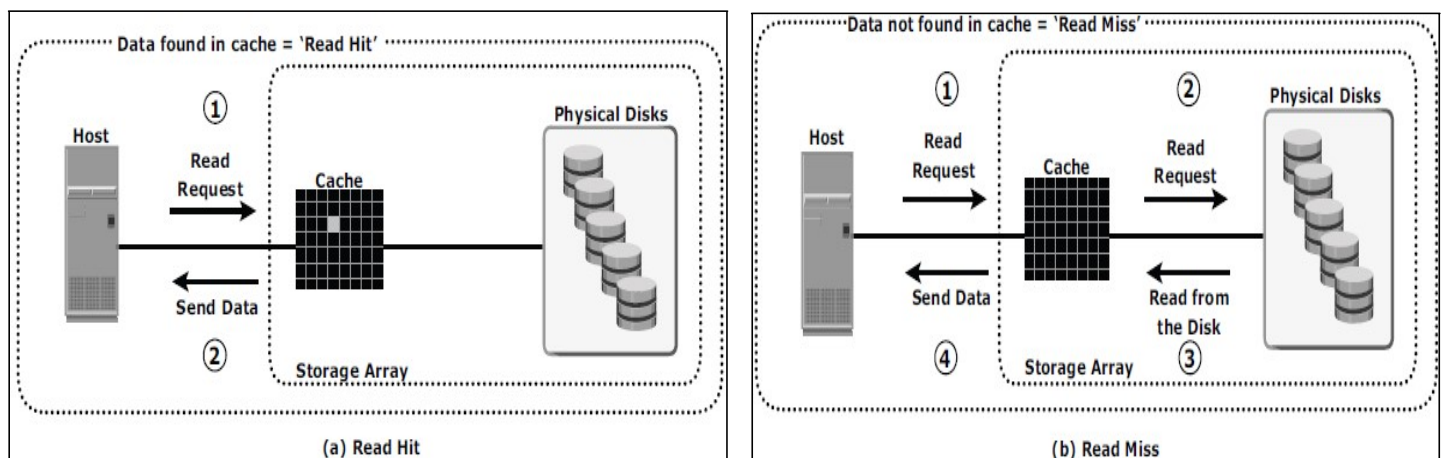 Data found in cache = ‘Read Hit’
①
Host
Read
Request
Cache
Physical Disks
Send Data
②
Storage Array
(a) Read Hit
Data not found in cache = ‘Read Miss’
①
②
Host
Read
Request
Cache
Read
Request
Physical Disks
Send Data
Read from
the Disk
④
③
Storage Array
(b) Read Miss